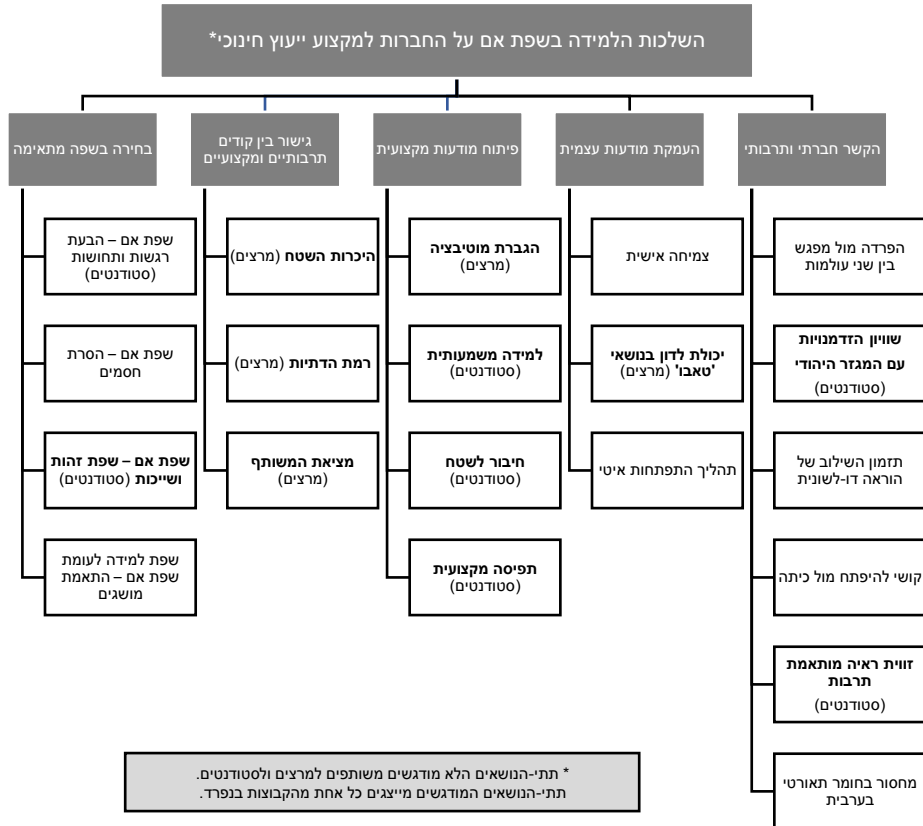 השלכות הלמידה בשפת אם על החברות למקצוע ייעוץ חינוכי*
הקשר חברתי ותרבותי
הפרדה מול מפגש
בין שני עולמות
שוויון הזדמנויות
עם המגזר היהודי
(סטודנטים)
תזמון השילוב של
הוראה דו-לשונית
קושי להיפתח מול כיתה
זווית ראיה מותאמת
תרבות
(סטודנטים)
מחסור בחומר תאורטי
בערבית
העמקת מודעות עצמית
צמיחה אישית
יכולת לדון בנושאי
'טאבו' (מרצים)
תהליך התפתחות איטי
פיתוח מודעות מקצועית
הגברת מוטיבציה
(מרצים)
למידה משמעותית
(סטודנטים)
חיבור לשטח
(סטודנטים)
תפיסה מקצועית
(סטודנטים)
גישור בין קודים
תרבותיים ומקצועיים
היכרות השטח (מרצים)
רמת הדתיות (מרצים)
מציאת המשותף
(מרצים)
בחירה בשפה מתאימה
שפת אם – הבעת
רגשות ותחושות
(סטודנטים)
שפת אם – הסרת
חסמים
שפת אם – שפת זהות
ושייכות (סטודנטים)
שפת למידה לעומת
שפת אם – התאמת
מושגים
* תתי-הנושאים הלא מודגשים משותפים למרצים ולסטודנטים.
תתי-הנושאים המודגשים מייצגים כל אחת מהקבוצות בנפרד.